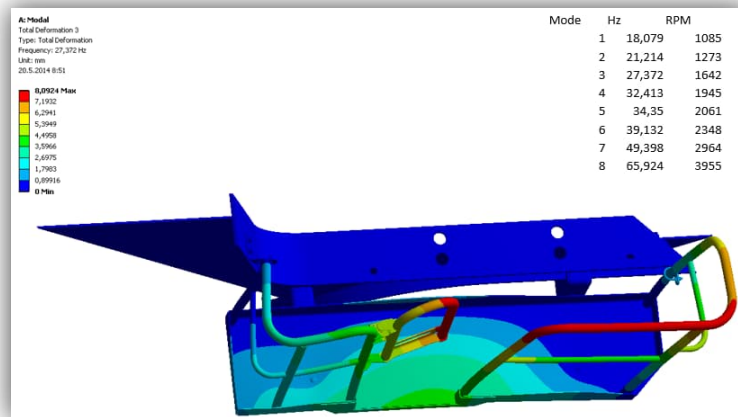 A: Modal
Total Deformation 3
Type: Total Deformation
Frequency: 27,372 Hz
Unit: mm
20.5.2014 8:51
8,0924 Max
7,1932
6,2941
5,3949
4,4958
3,5966
2,6975
1,7983
0,89916
0 Min
Mode Hz RPM
1 18,079 1085
2 21,214 1273
3 27,372 1642
4 32,413 1945
5 34,35 2061
6 39,132 2348
7 49,398 2964
8 65,924 3955